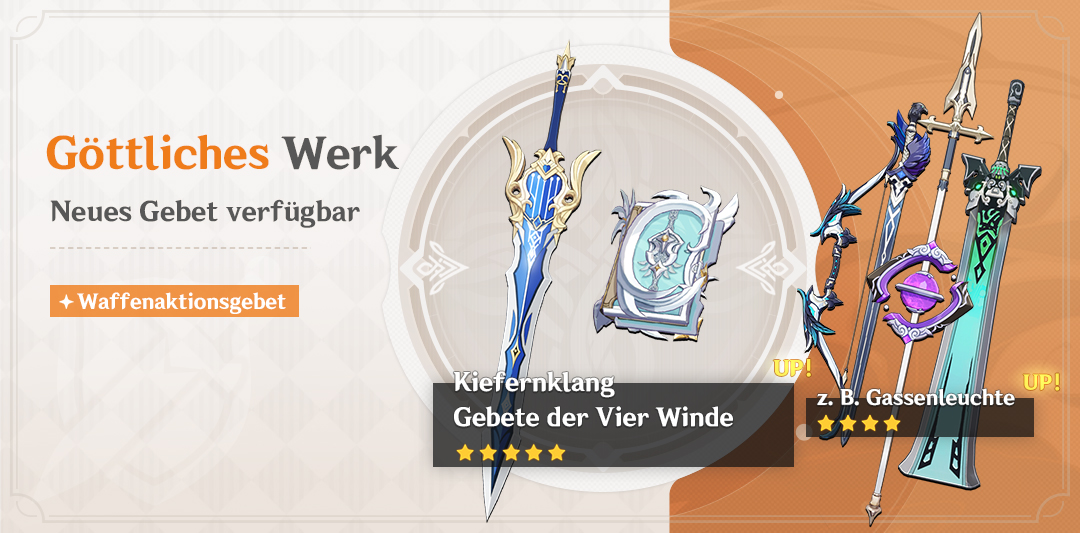 Göttliches Werk
Neues Gebet verfügbar
Waffenaktionsgebet
Kiefernklang
Gebete der Vier Winde
UP!
z. B. Gassenleuchte
UP!